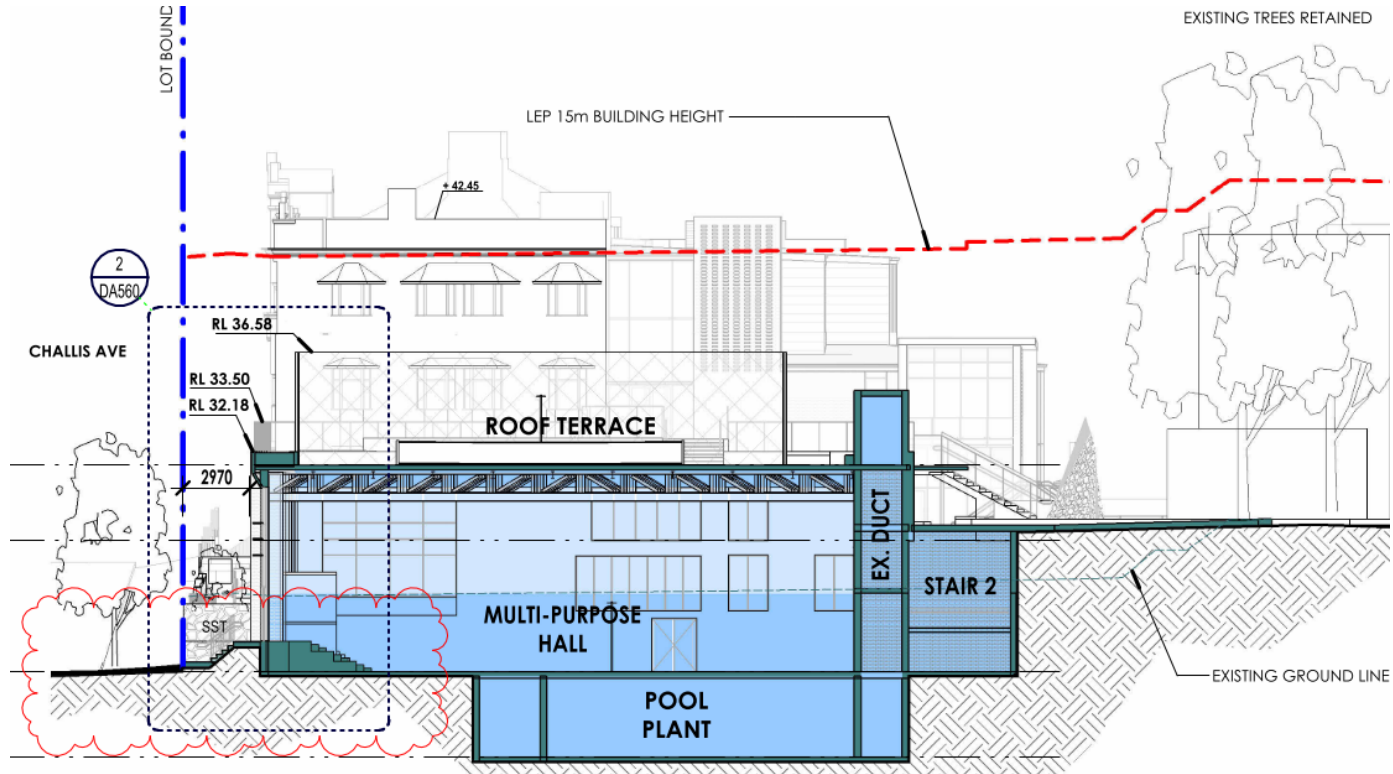 EXISTING TREES RETAINED
LOT BOUND
LEP 15m BUILDING HEIGHT
+ 42.45
2
DA560
RL 36.58
CHALLIS AVE
RL 33.50
RL 32.18
ROOF TERRACE
2970
EX. DUCT
STAIR 2
SST
MULTI-PURPOSE
HALL
EXISTING GROUND LINE
POOL
PLANT